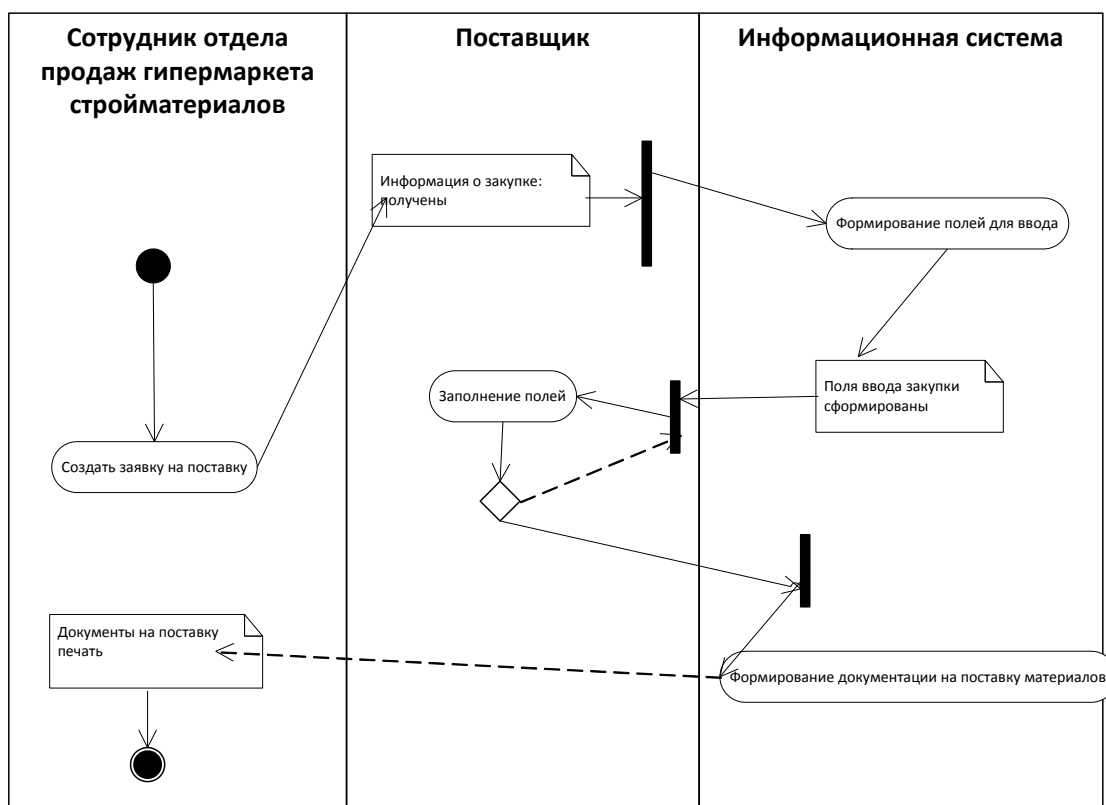 Сотрудник отдела
продаж гипермаркета
стройматериалов
Поставщик
Информационная система
Информация о закупке:
получены
Формирование полей для ввода
Заполнение полей
Поля ввода закупки
сформированы
Создать заявку на поставку
Документы на поставку
печать
Формирование документации на поставку материалов